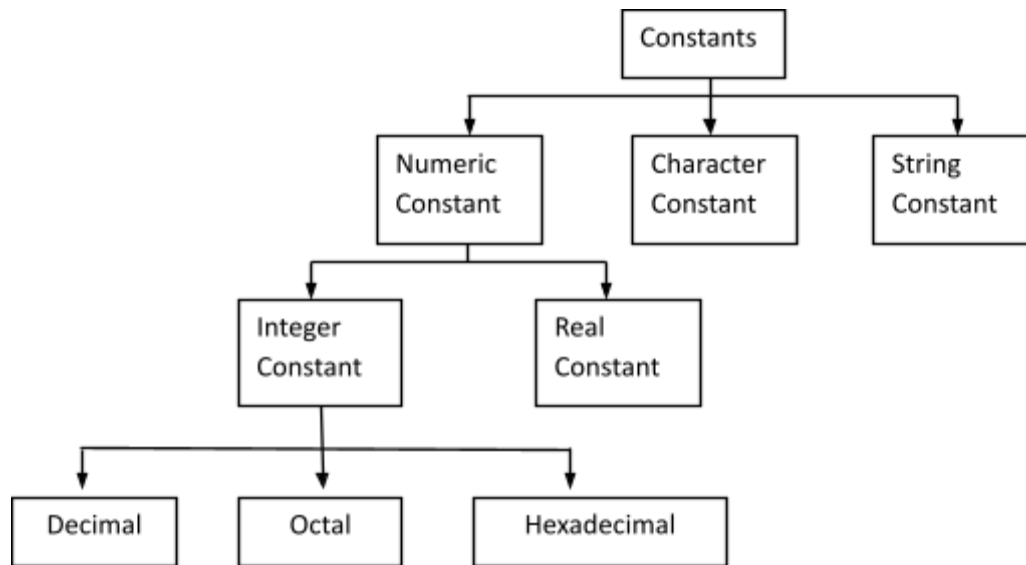 Constants
Numeric
Constant
Character
Constant
String
Constant
Integer
Constant
Real
Constant
Decimal
Octal
Hexadecimal